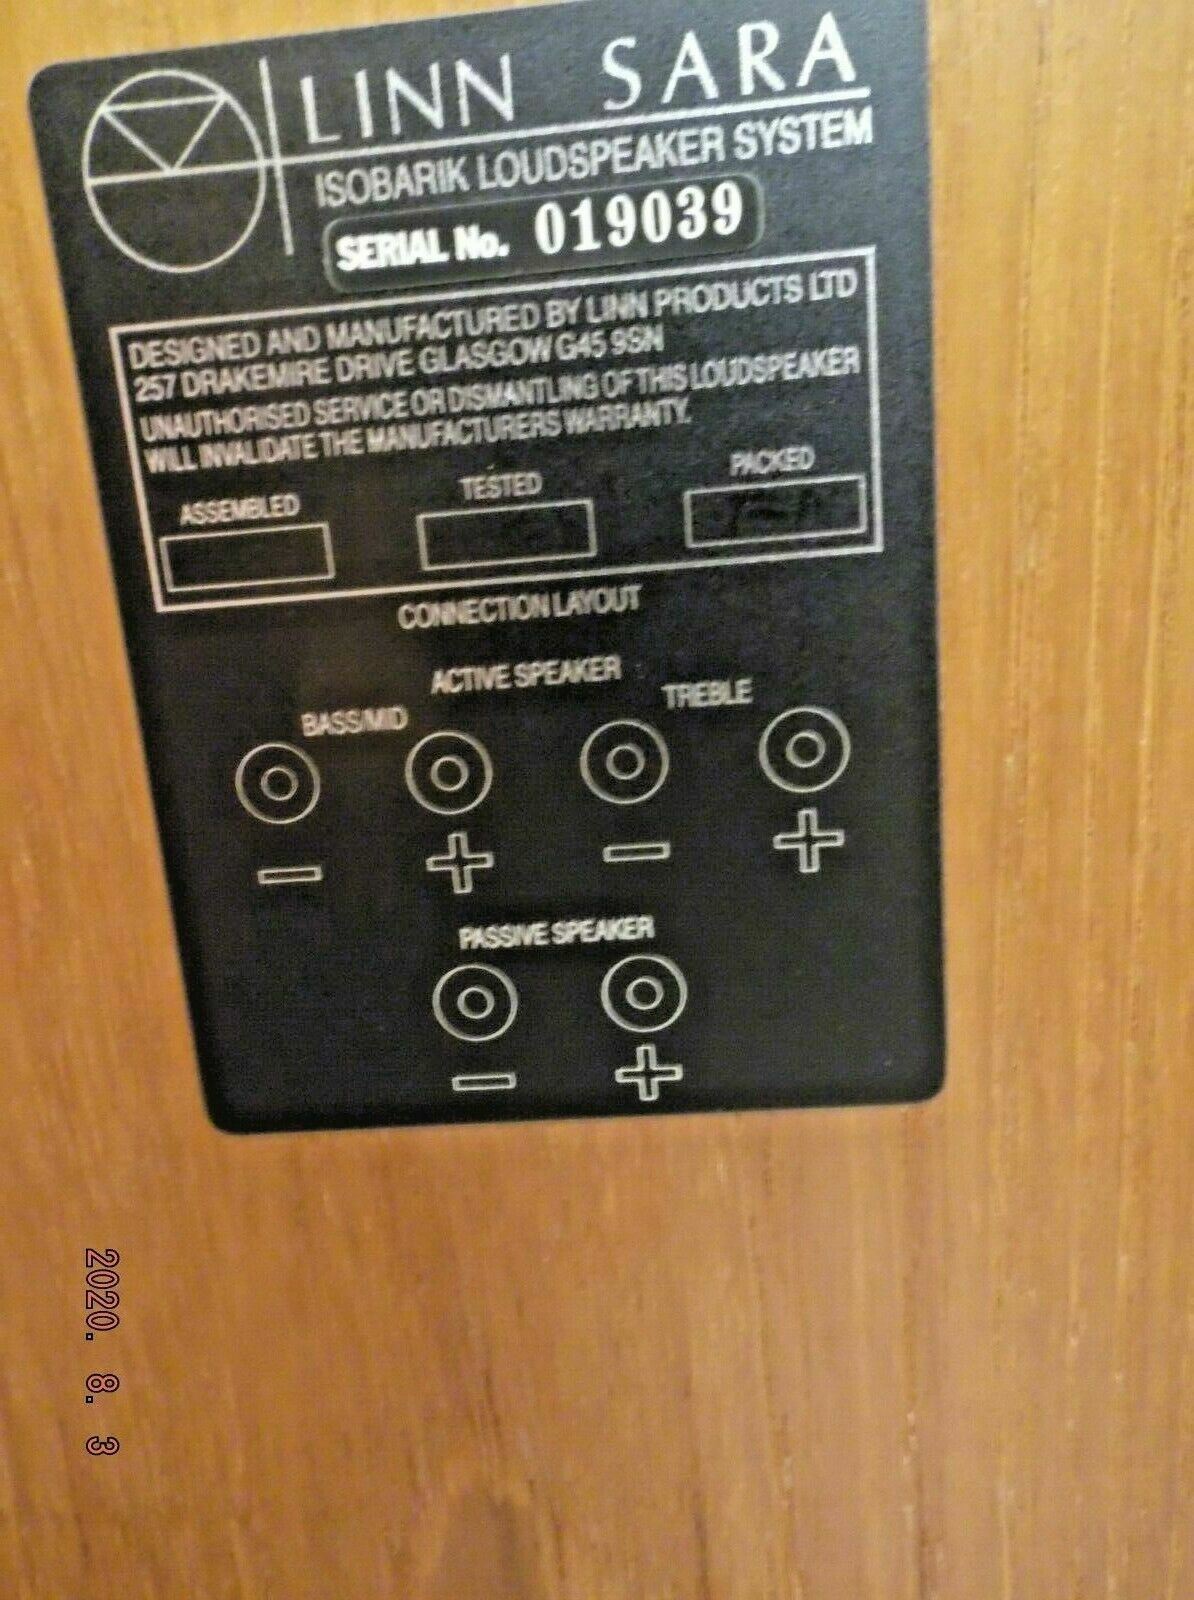 LINN SARA
ISOBARIK LOUDSPEAKER SYSTEM
SERIAL No. 019039
DESIGNED AND MANUFACTURED BY LINN PRODUCTS LTD
257 DRAKEMIRE DRIVE GLASGOW G45 9SN
UNAUTHORISED SERVICE OR DISMANTLING OF THIS LOUDSPEAKER
WILL INVALIDATE THE MANUFACTURERS WARRANTY.
ASSEMBLED TESTED PACKED
CONNECTION LAYOUT
ACTIVE SPEAKER
BASS/MID TREBLE
− + − +
PASSIVE SPEAKER
− +
2020. 8. 3